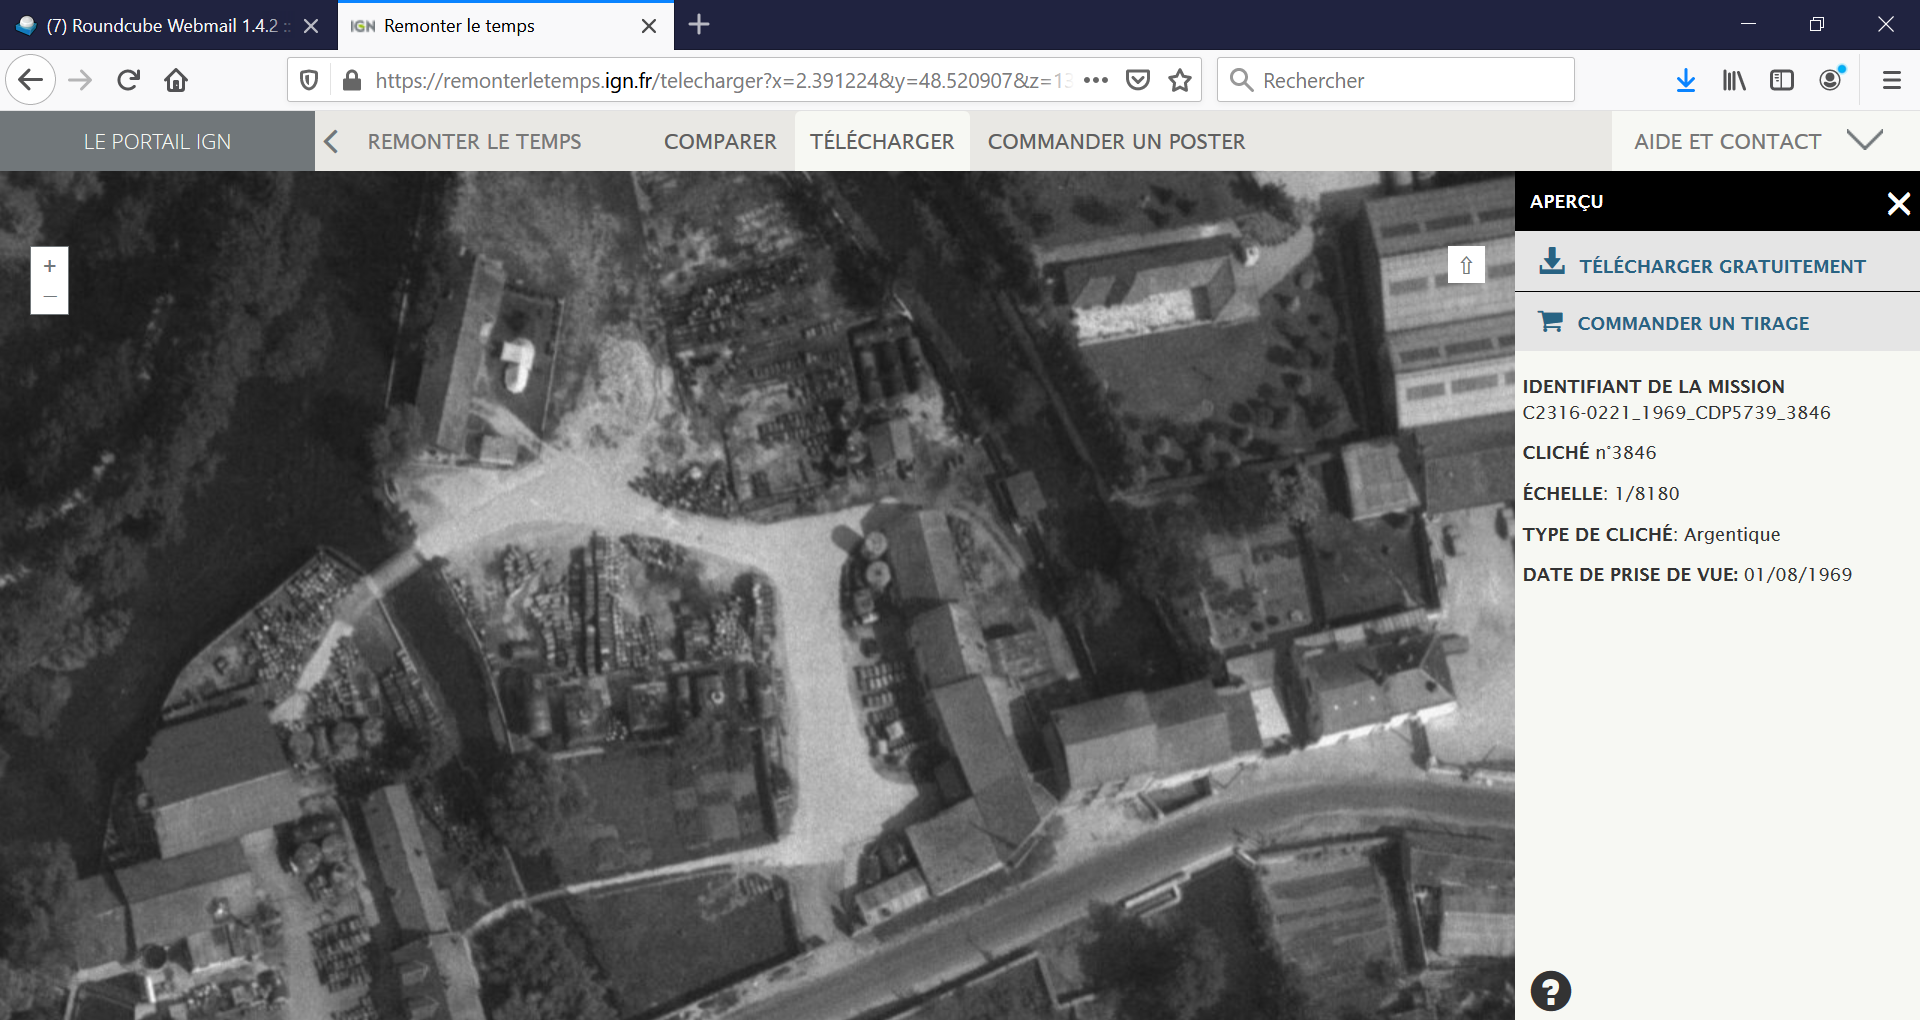 (7) Roundcube Webmail 1.4.2 ::
IGN Remonter le temps
https://remonterletemps.ign.fr/telecharger?x=2.391224&y=48.520907&z=13
Rechercher
LE PORTAIL IGN
REMONTER LE TEMPS
COMPARER
TÉLÉCHARGER
COMMANDER UN POSTER
AIDE ET CONTACT
APERÇU
TÉLÉCHARGER GRATUITEMENT
COMMANDER UN TIRAGE
IDENTIFIANT DE LA MISSION
C2316-0221_1969_CDP5739_3846
CLICHÉ n°3846
ÉCHELLE: 1/8180
TYPE DE CLICHÉ: Argentique
DATE DE PRISE DE VUE: 01/08/1969